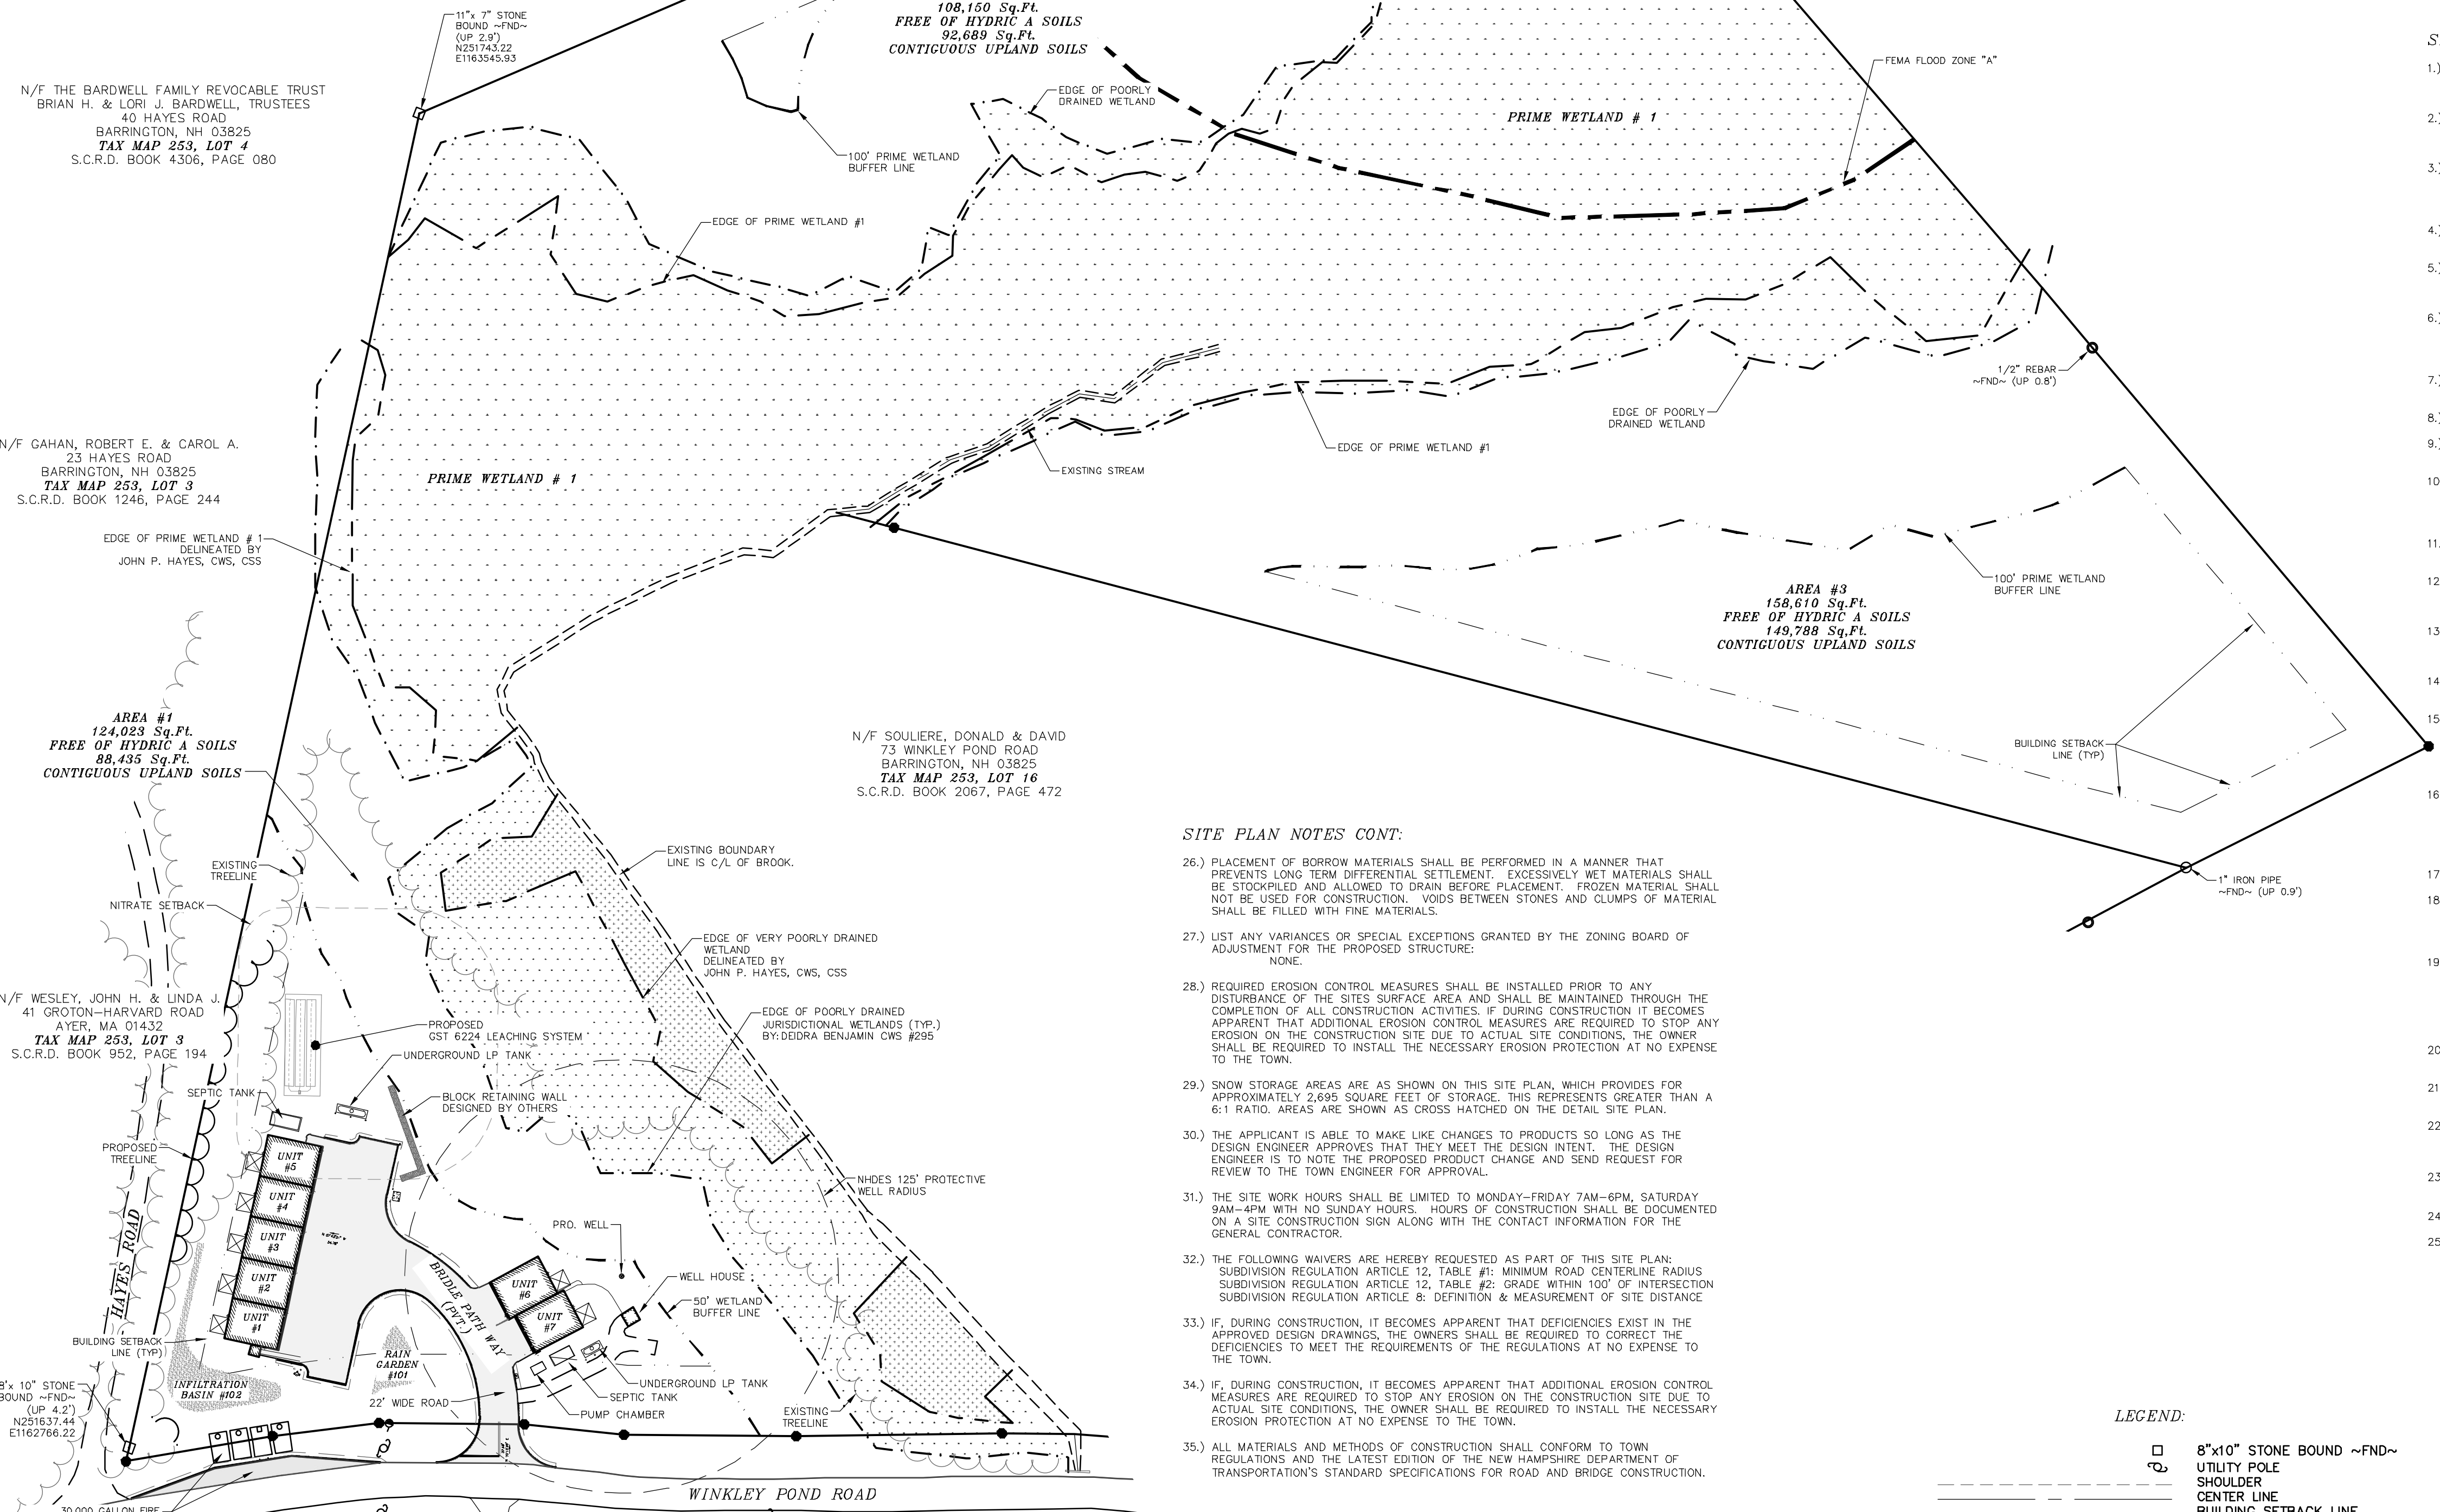 11"x 7" STONE
BOUND ~FND~
(UP 2.9')
N251743.22
E1163545.93
108,150 Sq.Ft.
FREE OF HYDRIC A SOILS
92,689 Sq.Ft.
CONTIGUOUS UPLAND SOILS
FEMA FLOOD ZONE "A"
N/F THE BARDWELL FAMILY REVOCABLE TRUST
BRIAN H. & LORI J. BARDWELL, TRUSTEES
40 HAYES ROAD
BARRINGTON, NH 03825
TAX MAP 253, LOT 4
S.C.R.D. BOOK 4306, PAGE 080
EDGE OF POORLY
DRAINED WETLAND
PRIME WETLAND # 1
100' PRIME WETLAND
BUFFER LINE
EDGE OF PRIME WETLAND #1
1/2" REBAR
~FND~ (UP 0.8')
EDGE OF POORLY
DRAINED WETLAND
EDGE OF PRIME WETLAND #1
EXISTING STREAM
N/F GAHAN, ROBERT E. & CAROL A.
23 HAYES ROAD
BARRINGTON, NH 03825
TAX MAP 253, LOT 3
S.C.R.D. BOOK 1246, PAGE 244
PRIME WETLAND # 1
EDGE OF PRIME WETLAND # 1
DELINEATED BY
JOHN P. HAYES, CWS, CSS
100' PRIME WETLAND
BUFFER LINE
AREA #3
158,610 Sq.Ft.
FREE OF HYDRIC A SOILS
149,788 Sq,Ft.
CONTIGUOUS UPLAND SOILS
AREA #1
124,023 Sq.Ft.
FREE OF HYDRIC A SOILS
88,435 Sq.Ft.
CONTIGUOUS UPLAND SOILS
N/F SOULIERE, DONALD & DAVID
73 WINKLEY POND ROAD
BARRINGTON, NH 03825
TAX MAP 253, LOT 16
S.C.R.D. BOOK 2067, PAGE 472
BUILDING SETBACK
LINE (TYP)
1" IRON PIPE
~FND~ (UP 0.9')
EXISTING BOUNDARY
LINE IS C/L OF BROOK.
EXISTING
TREELINE
NITRATE SETBACK
EDGE OF VERY POORLY DRAINED
WETLAND
DELINEATED BY
JOHN P. HAYES, CWS, CSS
N/F WESLEY, JOHN H. & LINDA J.
41 GROTON-HARVARD ROAD
AYER, MA 01432
TAX MAP 253, LOT 3
S.C.R.D. BOOK 952, PAGE 194
EDGE OF POORLY DRAINED
JURISDICTIONAL WETLANDS (TYP.)
BY: DEIDRA BENJAMIN CWS #295
PROPOSED
GST 6224 LEACHING SYSTEM
UNDERGROUND LP TANK
SEPTIC TANK
BLOCK RETAINING WALL
DESIGNED BY OTHERS
PROPOSED
TREELINE
UNIT
#5
UNIT
#4
UNIT
#3
UNIT
#2
UNIT
#1
HAYES ROAD
NHDES 125' PROTECTIVE
WELL RADIUS
PRO. WELL
WELL HOUSE
BRIDLE PATH WAY
(PVT.)
UNIT
#6
UNIT
#7
50' WETLAND
BUFFER LINE
BUILDING SETBACK
LINE (TYP)
RAIN
GARDEN
#101
INFILTRATION
BASIN #102
22' WIDE ROAD
UNDERGROUND LP TANK
SEPTIC TANK
PUMP CHAMBER
EXISTING
TREELINE
8'x 10" STONE
BOUND ~FND~
(UP 4.2')
N251637.44
E1162766.22
30,000 GALLON FIRE
WINKLEY POND ROAD
SITE PLAN NOTES CONT:
26.) PLACEMENT OF BORROW MATERIALS SHALL BE PERFORMED IN A MANNER THAT
PREVENTS LONG TERM DIFFERENTIAL SETTLEMENT. EXCESSIVELY WET MATERIALS SHALL
BE STOCKPILED AND ALLOWED TO DRAIN BEFORE PLACEMENT. FROZEN MATERIAL SHALL
NOT BE USED FOR CONSTRUCTION. VOIDS BETWEEN STONES AND CLUMPS OF MATERIAL
SHALL BE FILLED WITH FINE MATERIALS.
27.) LIST ANY VARIANCES OR SPECIAL EXCEPTIONS GRANTED BY THE ZONING BOARD OF
ADJUSTMENT FOR THE PROPOSED STRUCTURE:
NONE.
28.) REQUIRED EROSION CONTROL MEASURES SHALL BE INSTALLED PRIOR TO ANY
DISTURBANCE OF THE SITES SURFACE AREA AND SHALL BE MAINTAINED THROUGH THE
COMPLETION OF ALL CONSTRUCTION ACTIVITIES. IF DURING CONSTRUCTION IT BECOMES
APPARENT THAT ADDITIONAL EROSION CONTROL MEASURES ARE REQUIRED TO STOP ANY
EROSION ON THE CONSTRUCTION SITE DUE TO ACTUAL SITE CONDITIONS, THE OWNER
SHALL BE REQUIRED TO INSTALL THE NECESSARY EROSION PROTECTION AT NO EXPENSE
TO THE TOWN.
29.) SNOW STORAGE AREAS ARE AS SHOWN ON THIS SITE PLAN, WHICH PROVIDES FOR
APPROXIMATELY 2,695 SQUARE FEET OF STORAGE. THIS REPRESENTS GREATER THAN A
6:1 RATIO. AREAS ARE SHOWN AS CROSS HATCHED ON THE DETAIL SITE PLAN.
30.) THE APPLICANT IS ABLE TO MAKE LIKE CHANGES TO PRODUCTS SO LONG AS THE
DESIGN ENGINEER APPROVES THAT THEY MEET THE DESIGN INTENT. THE DESIGN
ENGINEER IS TO NOTE THE PROPOSED PRODUCT CHANGE AND SEND REQUEST FOR
REVIEW TO THE TOWN ENGINEER FOR APPROVAL.
31.) THE SITE WORK HOURS SHALL BE LIMITED TO MONDAY-FRIDAY 7AM-6PM, SATURDAY
9AM-4PM WITH NO SUNDAY HOURS. HOURS OF CONSTRUCTION SHALL BE DOCUMENTED
ON A SITE CONSTRUCTION SIGN ALONG WITH THE CONTACT INFORMATION FOR THE
GENERAL CONTRACTOR.
32.) THE FOLLOWING WAIVERS ARE HEREBY REQUESTED AS PART OF THIS SITE PLAN:
SUBDIVISION REGULATION ARTICLE 12, TABLE #1: MINIMUM ROAD CENTERLINE RADIUS
SUBDIVISION REGULATION ARTICLE 12, TABLE #2: GRADE WITHIN 100' OF INTERSECTION
SUBDIVISION REGULATION ARTICLE 8: DEFINITION & MEASUREMENT OF SITE DISTANCE
33.) IF, DURING CONSTRUCTION, IT BECOMES APPARENT THAT DEFICIENCIES EXIST IN THE
APPROVED DESIGN DRAWINGS, THE OWNERS SHALL BE REQUIRED TO CORRECT THE
DEFICIENCIES TO MEET THE REQUIREMENTS OF THE REGULATIONS AT NO EXPENSE TO
THE TOWN.
34.) IF, DURING CONSTRUCTION, IT BECOMES APPARENT THAT ADDITIONAL EROSION CONTROL
MEASURES ARE REQUIRED TO STOP ANY EROSION ON THE CONSTRUCTION SITE DUE TO
ACTUAL SITE CONDITIONS, THE OWNER SHALL BE REQUIRED TO INSTALL THE NECESSARY
EROSION PROTECTION AT NO EXPENSE TO THE TOWN.
35.) ALL MATERIALS AND METHODS OF CONSTRUCTION SHALL CONFORM TO TOWN
REGULATIONS AND THE LATEST EDITION OF THE NEW HAMPSHIRE DEPARTMENT OF
TRANSPORTATION'S STANDARD SPECIFICATIONS FOR ROAD AND BRIDGE CONSTRUCTION.
LEGEND:
8"x10" STONE BOUND ~FND~
UTILITY POLE
SHOULDER
CENTER LINE
BUILDING SETBACK LINE
S
1.)
2.)
3.)
4.)
5.)
6.)
7.)
8.)
9.)
10
11.
12
13
14
15
16
17
18
19
20
21
22
23
24
25